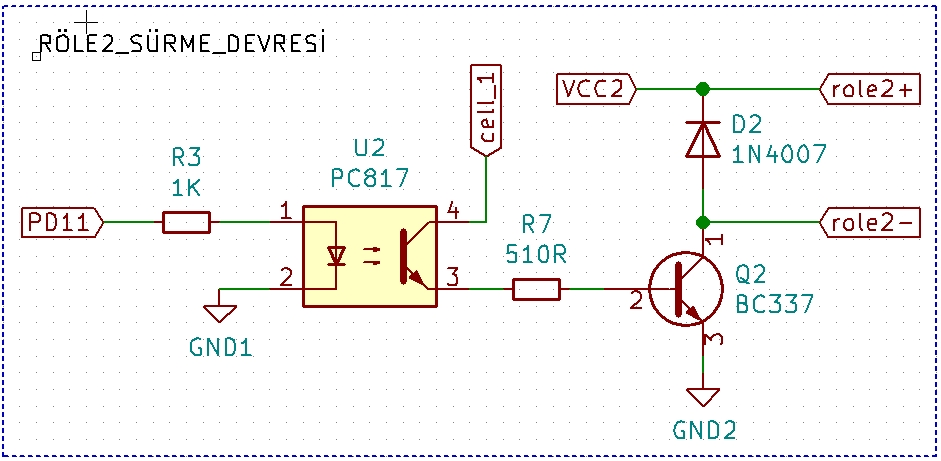 RÖLE2_SÜRME_DEVRESİ
cell_1
VCC2
role2+
D2
1N4007
U2
PC817
R3
1K
PD11
1
4
2
3
R7
510R
role2-
1
2
3
Q2
BC337
GND1
GND2